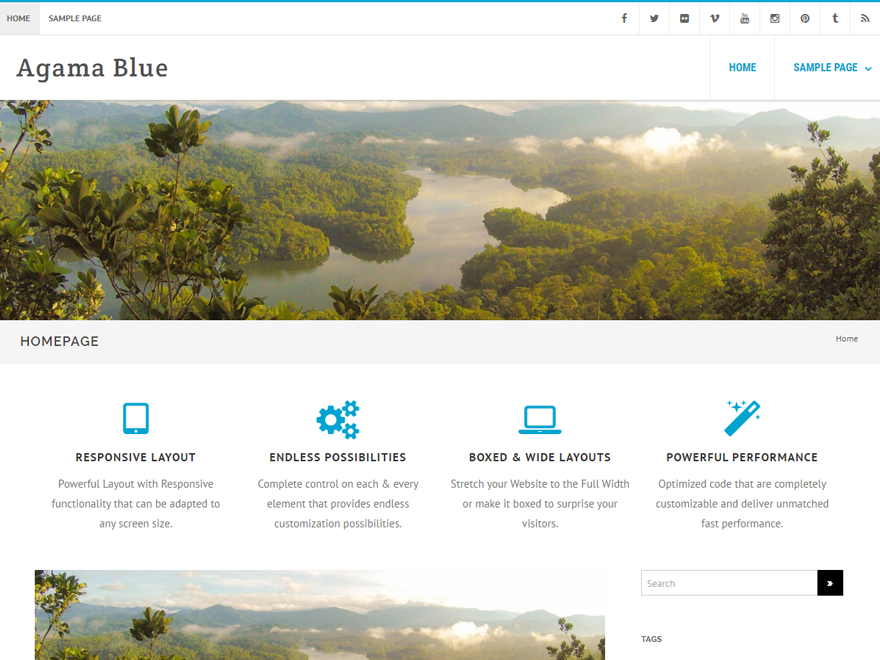 HOME SAMPLE PAGE
Agama Blue
HOME SAMPLE PAGE
HOMEPAGE
Home
RESPONSIVE LAYOUT
Powerful Layout with Responsive
functionality that can be adapted to
any screen size.
ENDLESS POSSIBILITIES
Complete control on each & every
element that provides endless
customization possibilities.
BOXED & WIDE LAYOUTS
Stretch your Website to the Full Width
or make it boxed to surprise your
visitors.
POWERFUL PERFORMANCE
Optimized code that are completely
customizable and deliver unmatched
fast performance.
Search
TAGS